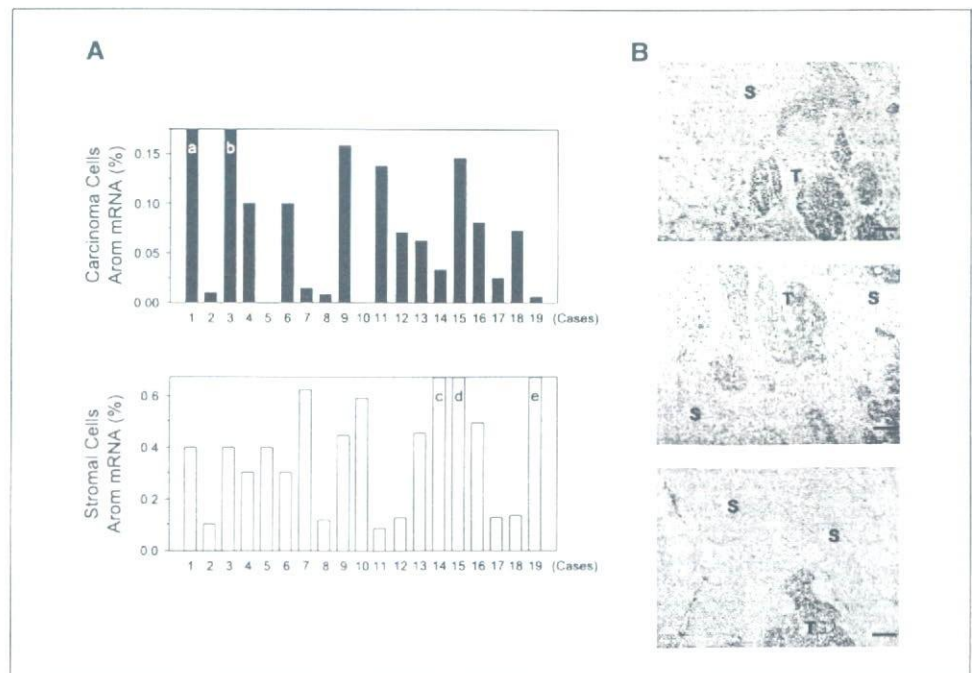 A
Carcinoma Cells
Arom mRNA (%)
0.15
0.10
0.05
0.00
a
b
1 2 3 4 5 6 7 8 9 10 11 12 13 14 15 16 17 18 19 (Cases)
Stromal Cells
Arom mRNA (%)
0.6
0.4
0.2
0.0
c
d
e
1 2 3 4 5 6 7 8 9 10 11 12 13 14 15 16 17 18 19 (Cases)
B
S
T
T
S
S
S
S
T